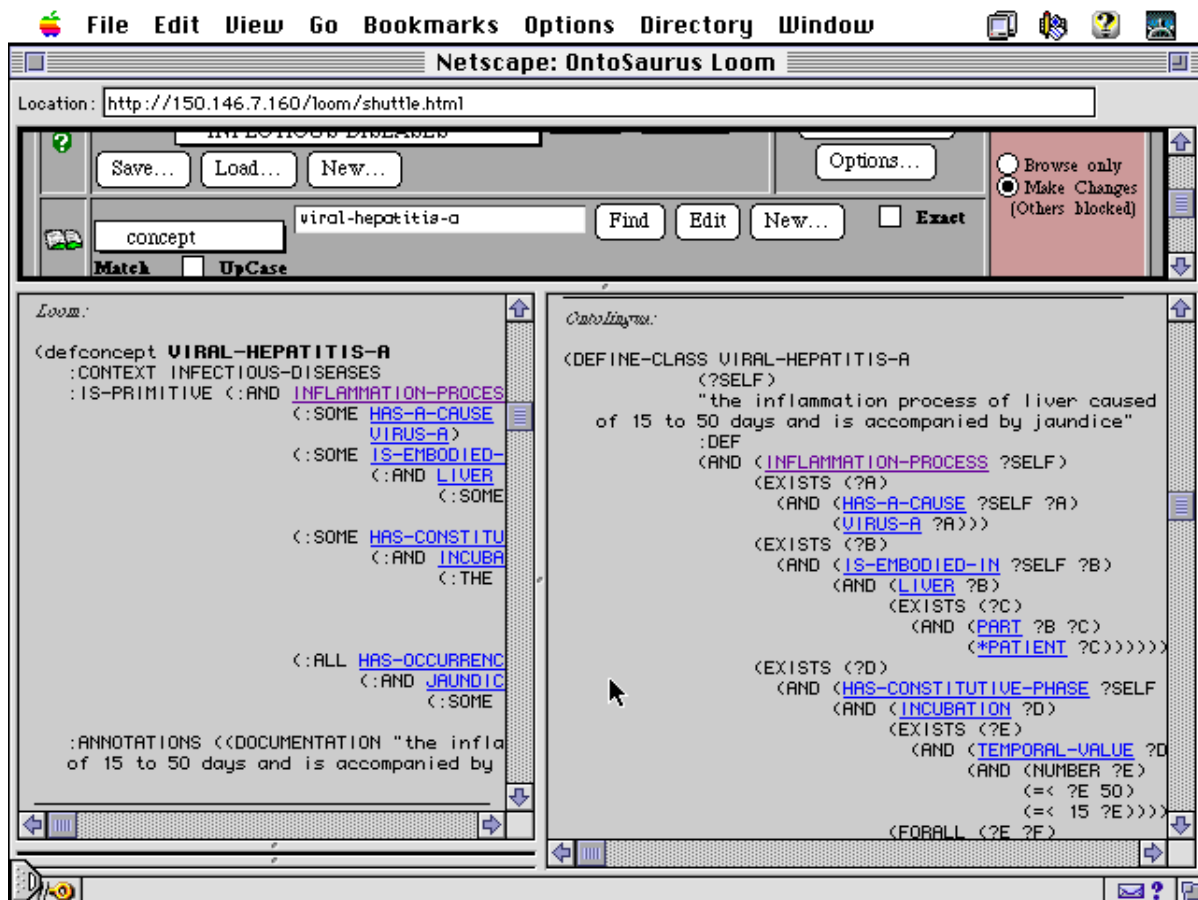 File Edit View Go Bookmarks Options Directory Window
Netscape: OntoSaurus Loom
Location: http://150.146.7.160/loom/shuttle.html
INFECTIOUS DISEASES
Save... Load... New...
Options...
Browse only
Make Changes
(Others blocked)
concept
viral-hepatitis-a
Find Edit New... Exact
Match UpCase
Loom:
(defconcept VIRAL-HEPATITIS-A
:CONTEXT INFECTIOUS-DISEASES
:IS-PRIMITIVE (:AND INFLAMMATION-PROCES
(:SOME HAS-A-CAUSE
VIRUS-A)
(:SOME IS-EMBODIED-
(:AND LIVER
(:SOME
(:SOME HAS-CONSTITU
(:AND INCUBA
(:THE
(:ALL HAS-OCCURRENC
(:AND JAUNDIC
(:SOME
:ANNOTATIONS ((DOCUMENTATION "the infla
of 15 to 50 days and is accompanied by
Ontolingua:
(DEFINE-CLASS VIRAL-HEPATITIS-A
(?SELF)
"the inflammation process of liver caused
of 15 to 50 days and is accompanied by jaundice"
:DEF
(AND (INFLAMMATION-PROCESS ?SELF)
(EXISTS (?A)
(AND (HAS-A-CAUSE ?SELF ?A)
(VIRUS-A ?A)))
(EXISTS (?B)
(AND (IS-EMBODIED-IN ?SELF ?B)
(AND (LIVER ?B)
(EXISTS (?C)
(AND (PART ?B ?C)
(*PATIENT ?C))))))
(EXISTS (?D)
(AND (HAS-CONSTITUTIVE-PHASE ?SELF
(AND (INCUBATION ?D)
(EXISTS (?E)
(AND (TEMPORAL-VALUE ?D
(AND (NUMBER ?E)
(=< ?E 50)
(=< 15 ?E))))
(FORALL (?E ?F)